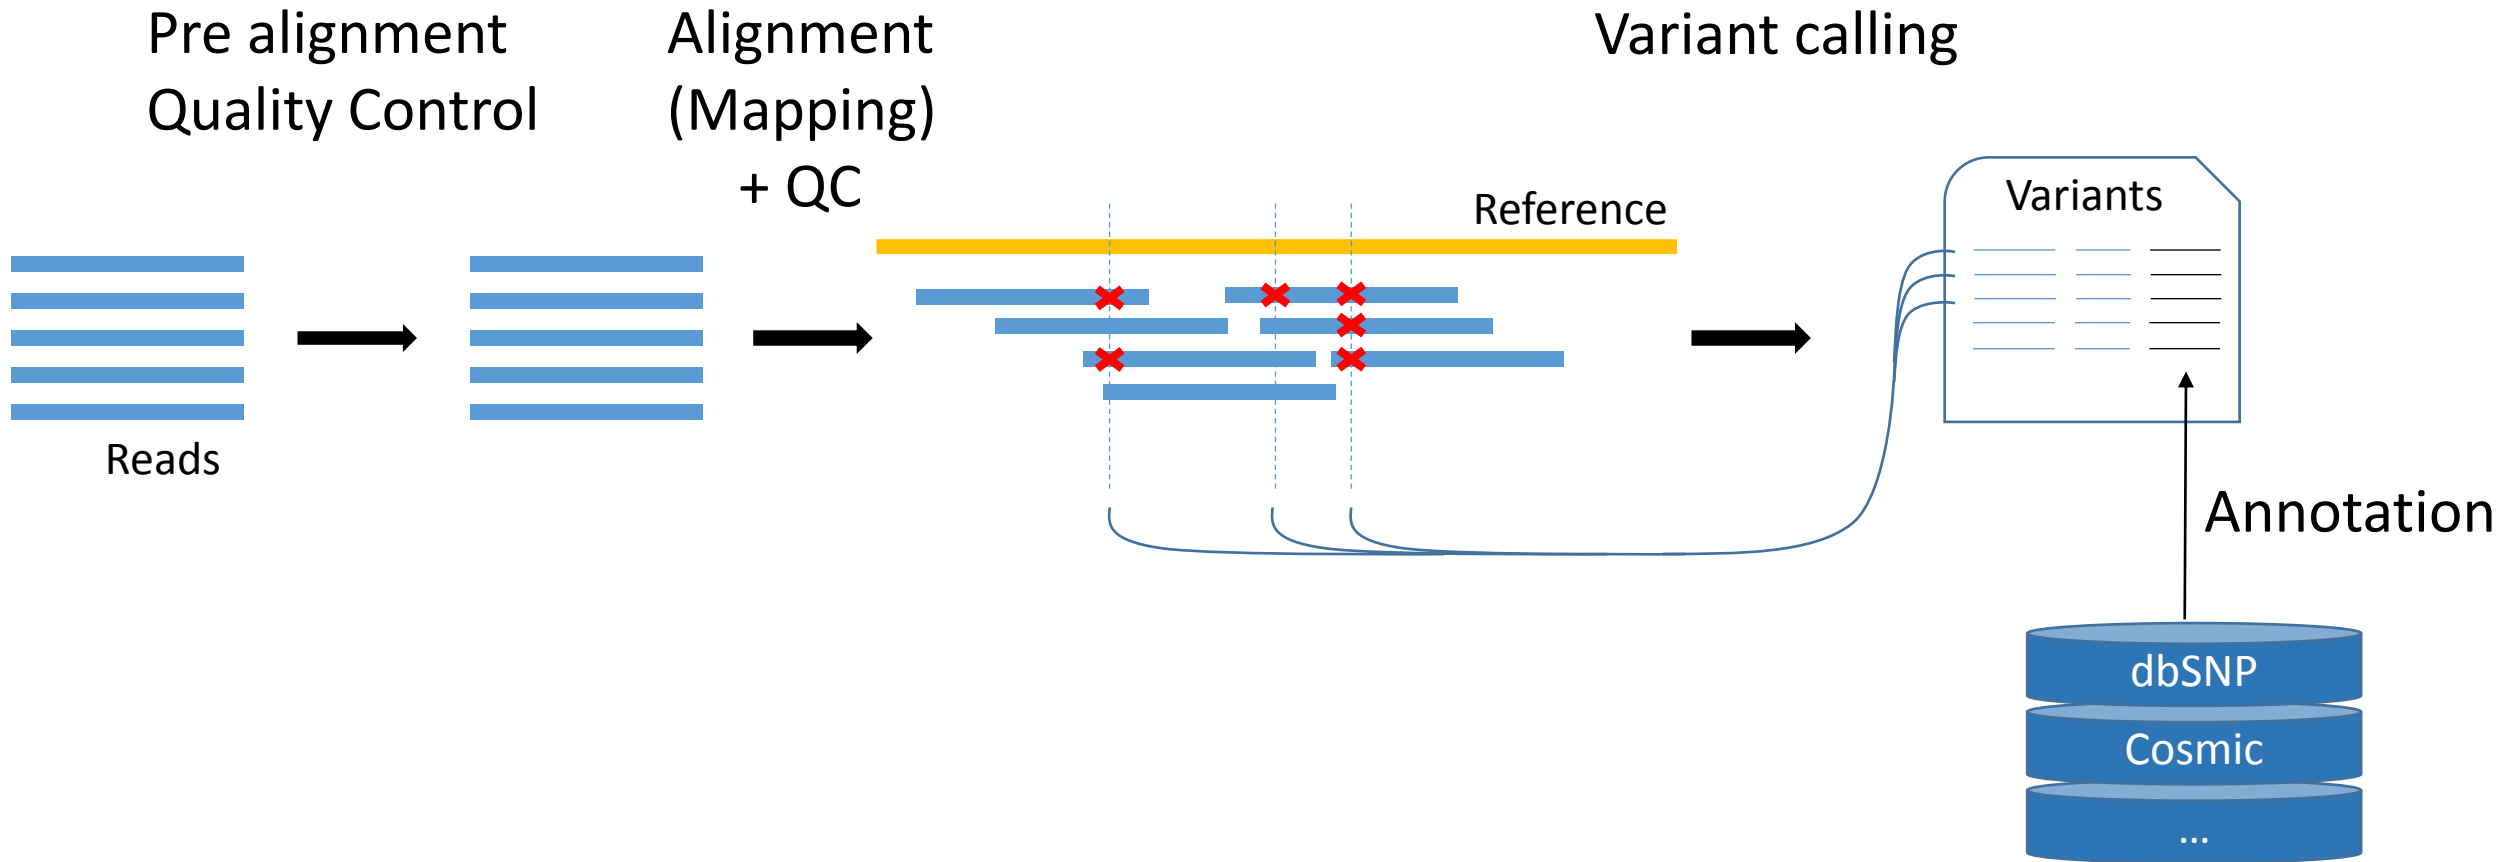 Pre alignment
Quality Control
Alignment
(Mapping)
+ QC
Variant calling
Reference
Variants
Reads
Annotation
dbSNP
Cosmic
...